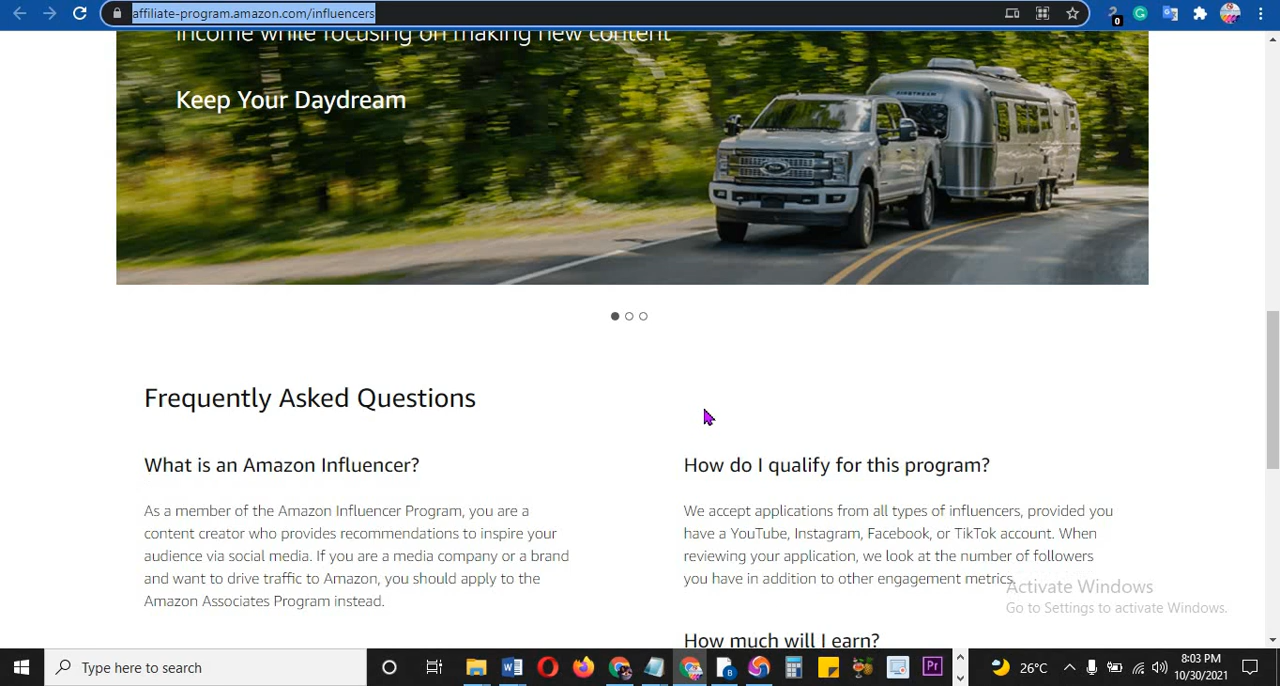 affiliate-program.amazon.com/influencers
0
income while focusing on making new content
Keep Your Daydream
AIRSTREAM
Frequently Asked Questions
What is an Amazon Influencer?
As a member of the Amazon Influencer Program, you are a
content creator who provides recommendations to inspire your
audience via social media. If you are a media company or a brand
and want to drive traffic to Amazon, you should apply to the
Amazon Associates Program instead.
How do I qualify for this program?
We accept applications from all types of influencers, provided you
have a YouTube, Instagram, Facebook, or TikTok account. When
reviewing your application, we look at the number of followers
you have in addition to other engagement metrics.
How much will I earn?
Activate Windows
Go to Settings to activate Windows.
Type here to search
Pr
26°C
8:03 PM
10/30/2021